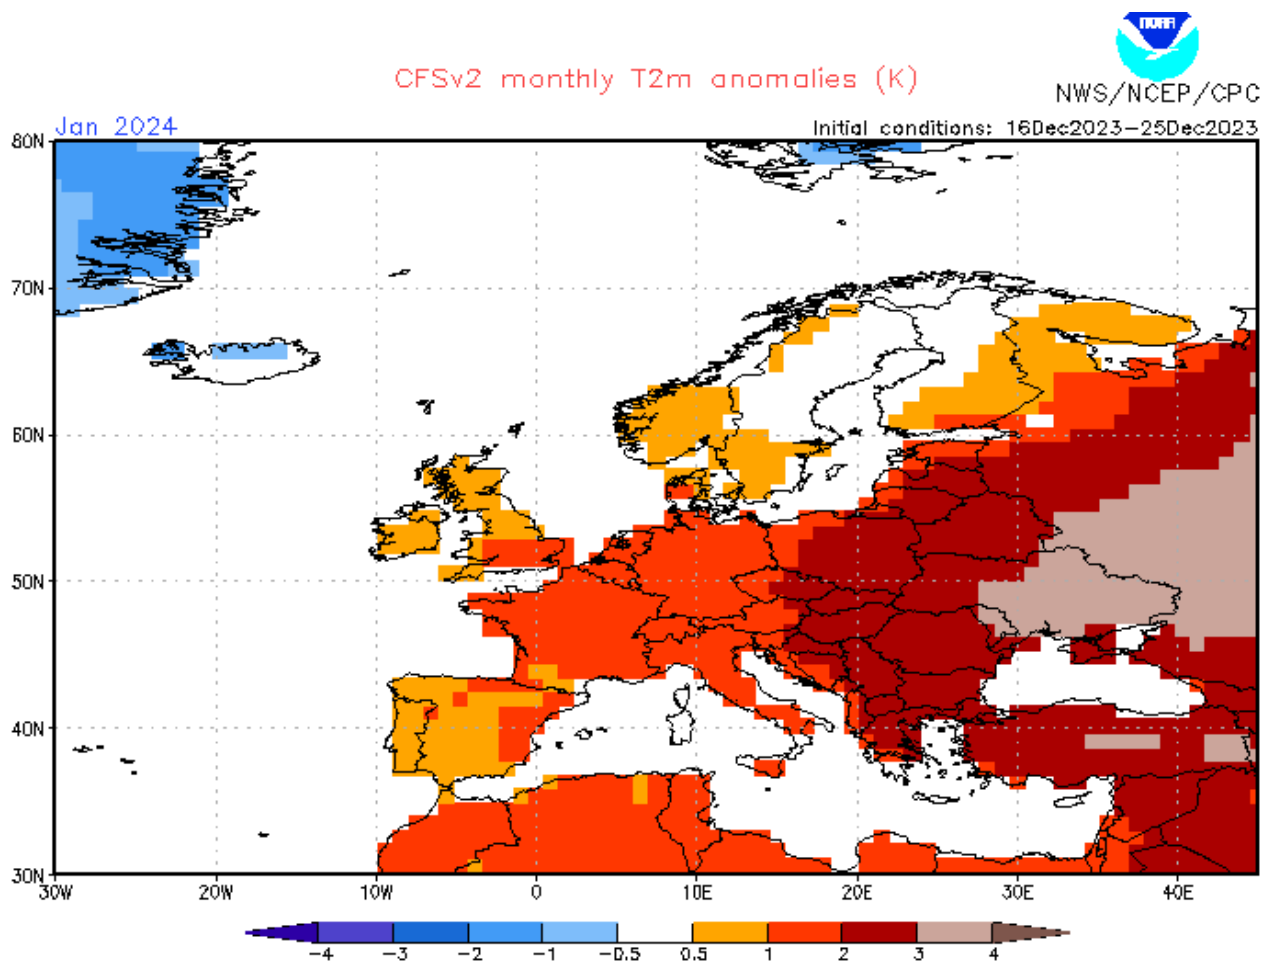 NOAA
CFSv2 monthly T2m anomalies (K)
NWS/NCEP/CPC
Jan 2024
Initial conditions: 16Dec2023-25Dec2023
80N
70N
60N
50N
40N
30N
30W 20W 10W 0 10E 20E 30E 40E
-4 -3 -2 -1 -0.5 0.5 1 2 3 4